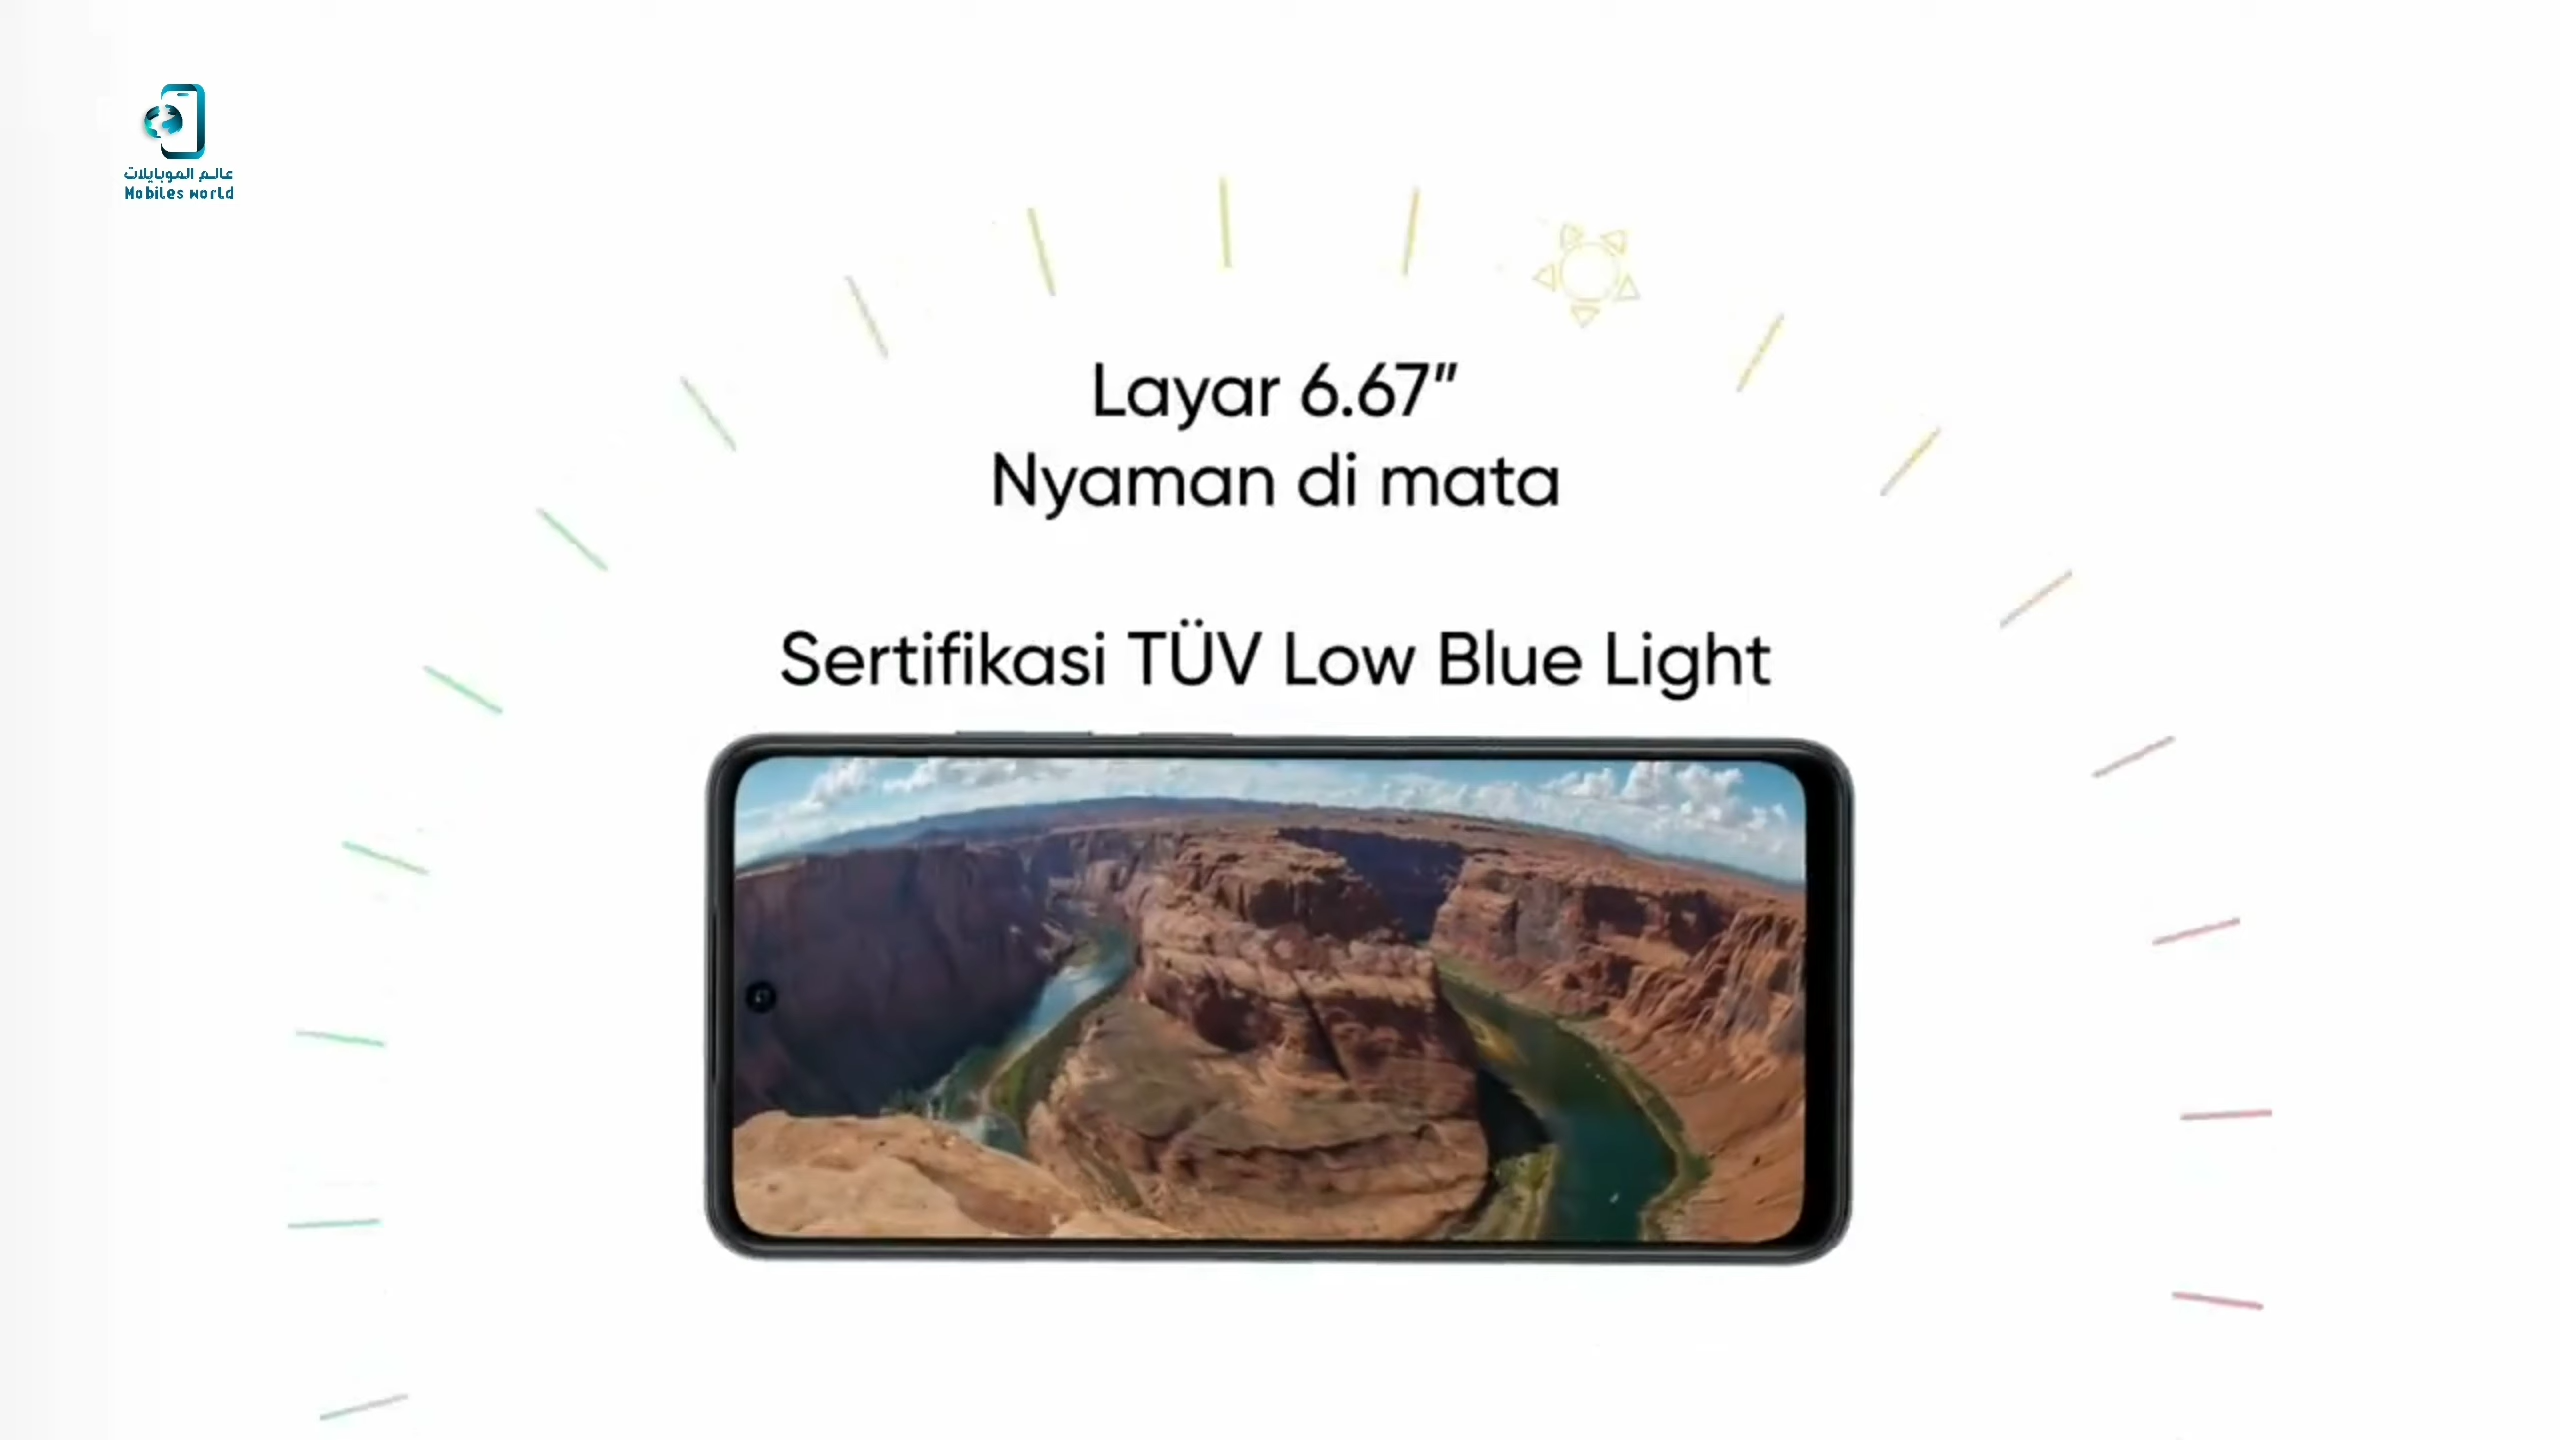 عالم الموبايلات
Mobiles world
Layar 6.67"
Nyaman di mata
Sertifikasi TÜV Low Blue Light